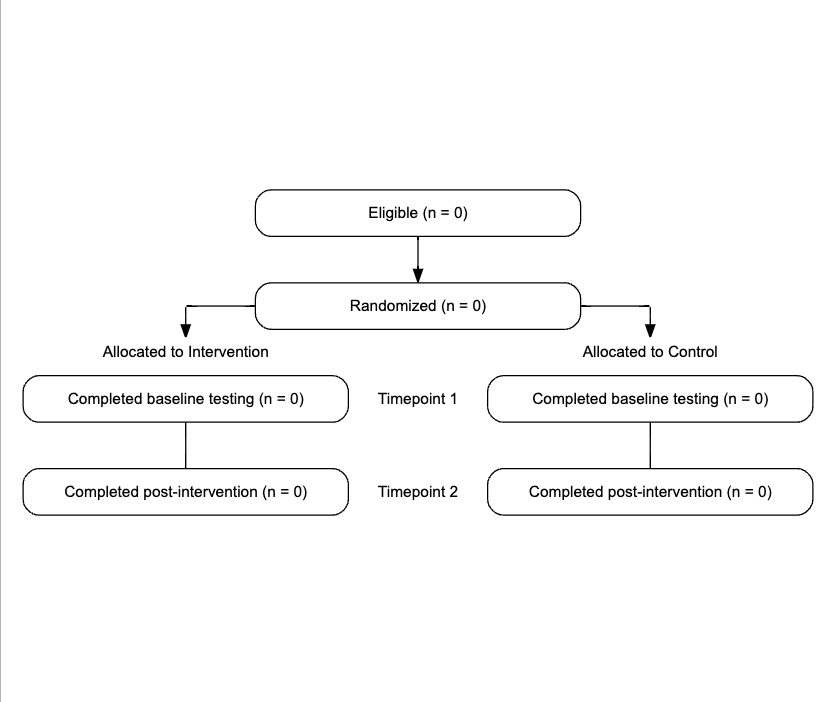 Eligible (n = 0)
Randomized (n = 0)
Allocated to Intervention
Allocated to Control
Completed baseline testing (n = 0)
Timepoint 1
Completed baseline testing (n = 0)
Completed post-intervention (n = 0)
Timepoint 2
Completed post-intervention (n = 0)